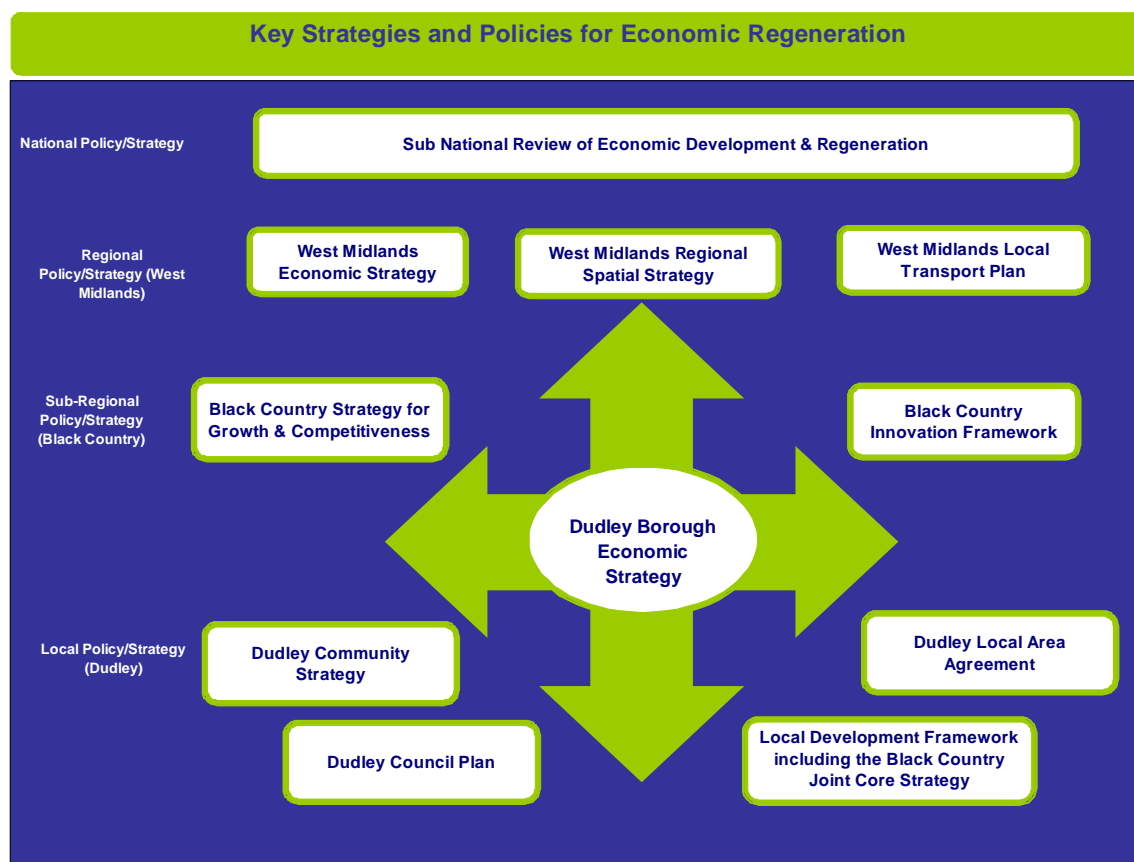 Key Strategies and Policies for Economic Regeneration
National Policy/Strategy
Sub National Review of Economic Development & Regeneration
Regional
Policy/Strategy (West
Midlands)
West Midlands
Economic Strategy
West Midlands Regional
Spatial Strategy
West Midlands Local
Transport Plan
Sub-Regional
Policy/Strategy
(Black Country)
Black Country Strategy for
Growth & Competitiveness
Black Country
Innovation Framework
Dudley Borough
Economic
Strategy
Local Policy/Strategy
(Dudley)
Dudley Community
Strategy
Dudley Local Area
Agreement
Dudley Council Plan
Local Development Framework
including the Black Country
Joint Core Strategy